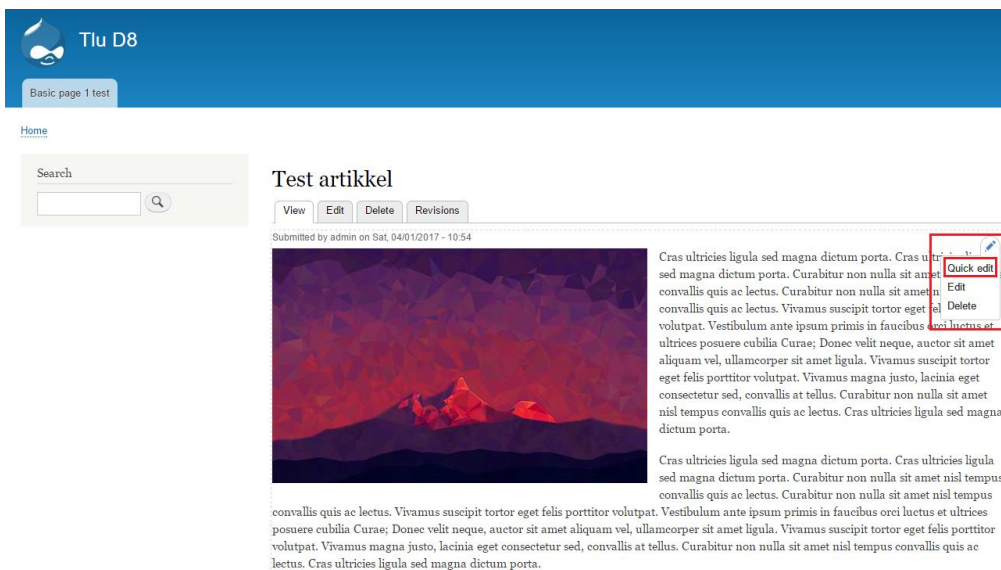 Tlu D8
Basic page 1 test
Home
Search
Test artikkel
View Edit Delete Revisions
Submitted by admin on Sat, 04/01/2017 - 10:54
Cras ultricies ligula sed magna dictum porta. Cras
Quick edit
Edit
Delete
sed magna dictum porta. Curabitur non nulla sit amet
convallis quis ac lectus. Curabitur non nulla sit amet
convallis quis ac lectus. Vivamus suscipit tortor eget
volutpat. Vestibulum ante ipsum primis in faucibus orci luctus et
ultrices posuere cubilia Curae; Donec velit neque, auctor sit amet
aliquam vel, ullamcorper sit amet ligula. Vivamus suscipit tortor
eget felis porttitor volutpat. Vivamus magna justo, lacinia eget
consectetur sed, convallis at tellus. Curabitur non nulla sit amet
nisl tempus convallis quis ac lectus. Cras ultricies ligula sed magna
dictum porta.
Cras ultricies ligula sed magna dictum porta. Cras ultricies ligula
sed magna dictum porta. Curabitur non nulla sit amet nisl tempus
convallis quis ac lectus. Curabitur non nulla sit amet nisl tempus
convallis quis ac lectus. Vivamus suscipit tortor eget felis porttitor volutpat. Vestibulum ante ipsum primis in faucibus orci luctus et ultrices
posuere cubilia Curae; Donec velit neque, auctor sit amet aliquam vel, ullamcorper sit amet ligula. Vivamus suscipit tortor eget felis porttitor
volutpat. Vivamus magna justo, lacinia eget consectetur sed, convallis at tellus. Curabitur non nulla sit amet nisl tempus convallis quis ac
lectus. Cras ultricies ligula sed magna dictum porta.